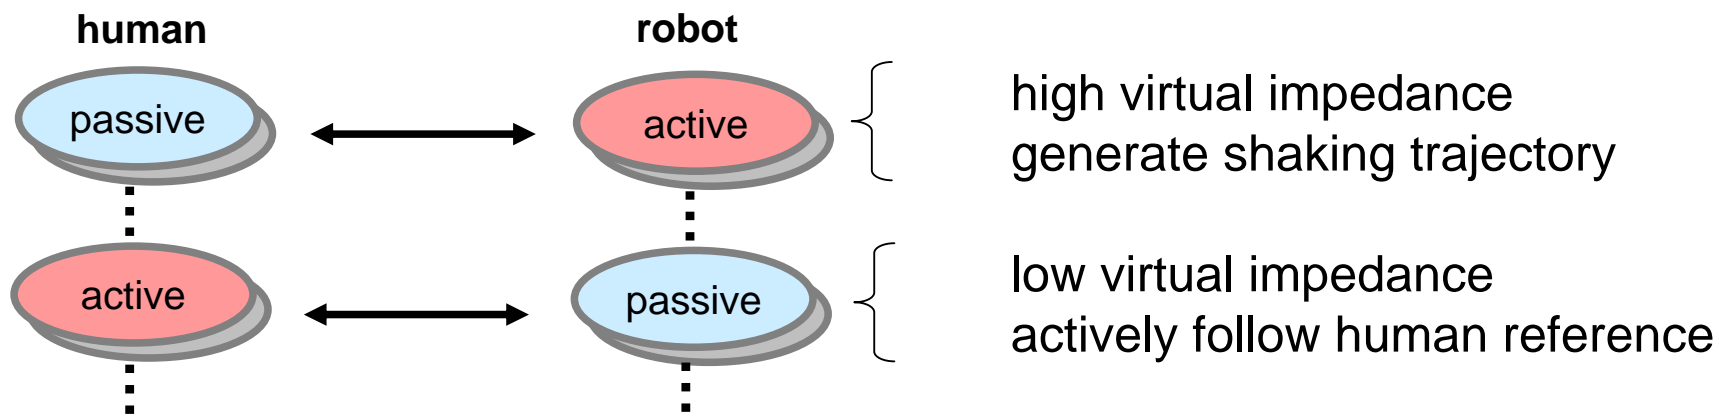 human
robot
passive
active
high virtual impedance
generate shaking trajectory
active
passive
low virtual impedance
actively follow human reference